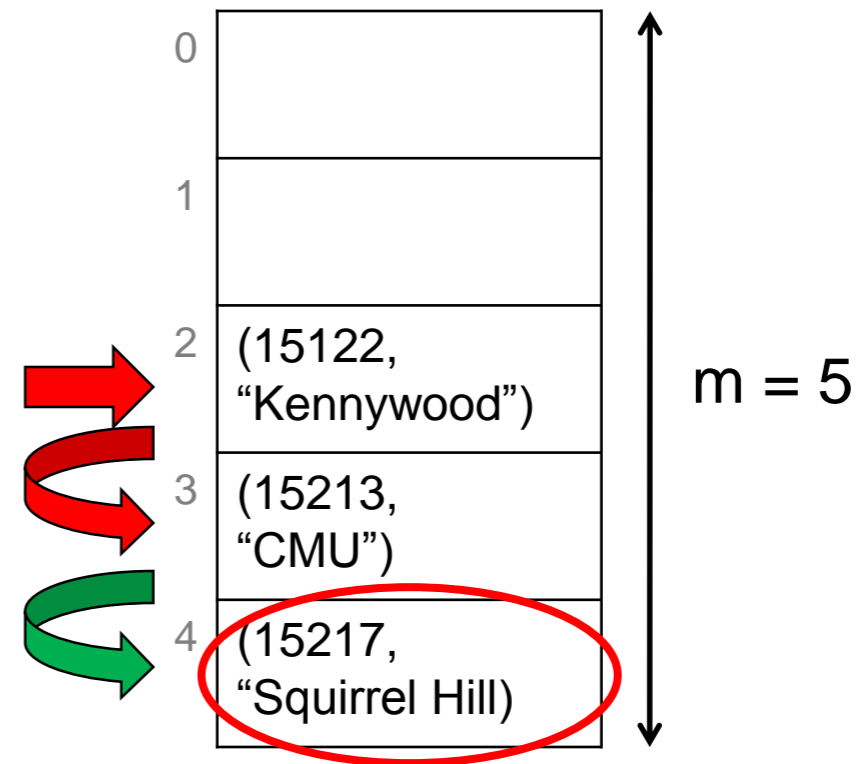 0
1
2
(15122,
“Kennywood”)
m = 5
3
(15213,
“CMU”)
4
(15217,
“Squirrel Hill)